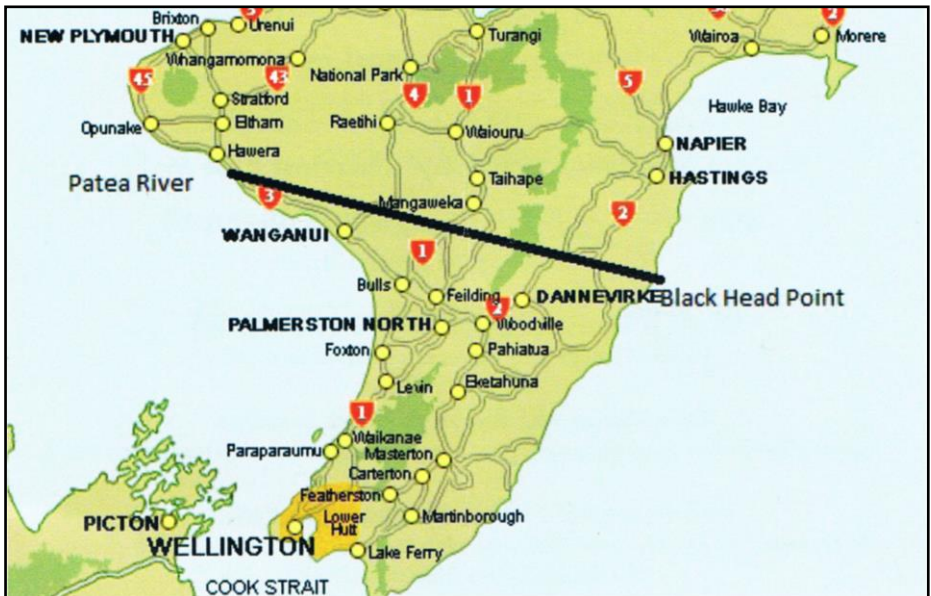 Brixton
Urenui
NEW PLYMOUTH
Whangamomona
Turangi
Wairoa
2
Morere
45
43
National Park
4
1
5
Stratford
Hawke Bay
Opunake
Eltham
Raetihi
Waiouru
Hawera
NAPIER
Patea River
Taihape
HASTINGS
3
Mangaweka
2
WANGANUI
1
Bulls
Feilding
DANNEVIRKE
Black Head Point
2
PALMERSTON NORTH
Woodville
Foxton
Pahiatua
Levin
Eketahuna
1
Waikanae
Paraparaumu
Masterton
Carterton
Featherston
PICTON
Lower
Hutt
Martinborough
WELLINGTON
Lake Ferry
COOK STRAIT